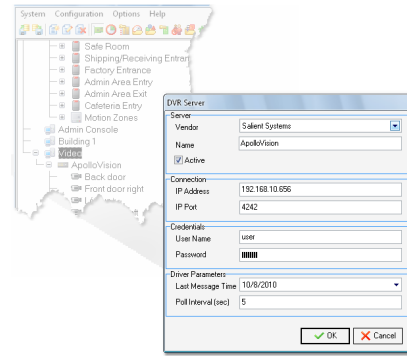 System Configuration Options Help
Safe Room
Shipping/Receiving Entran
Factory Entrance
Admin Area Entry
Admin Area Exit
Cafeteria Entry
Motion Zones
Admin Console
Building 1
Video
ApolloVision
Back door
Front door right
DVR Server
Server
Vendor Salient Systems
Name ApolloVision
Active
Connection
IP Address 192.168.10.656
IP Port 4242
Credentials
User Name user
Password
Driver Parameters
Last Message Time 10/8/2010
Poll Interval (sec) 5
OK Cancel